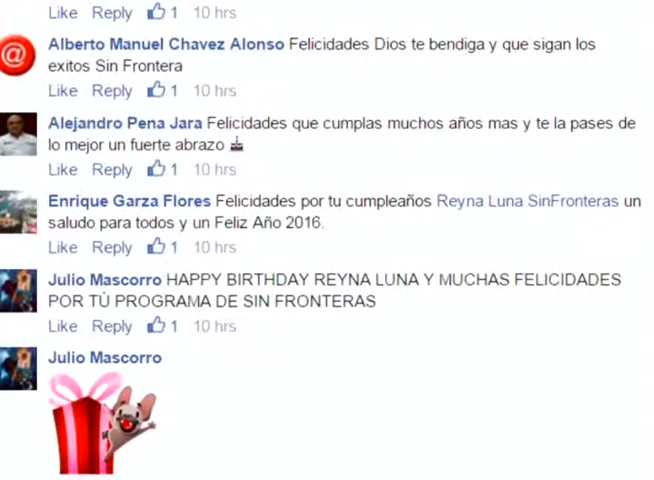 Like Reply 1 10 hrs
@
Alberto Manuel Chavez Alonso Felicidades Dios te bendiga y que sigan los
exitos Sin Frontera
Like Reply 1 10 hrs
Alejandro Pena Jara Felicidades que cumplas muchos años mas y te la pases de
lo mejor un fuerte abrazo
Like Reply 1 10 hrs
Enrique Garza Flores Felicidades por tu cumpleaños Reyna Luna SinFronteras un
saludo para todos y un Feliz Año 2016.
Like Reply 1 10 hrs
Julio Mascorro HAPPY BIRTHDAY REYNA LUNA Y MUCHAS FELICIDADES
POR TÚ PROGRAMA DE SIN FRONTERAS
Like Reply 1 10 hrs
Julio Mascorro